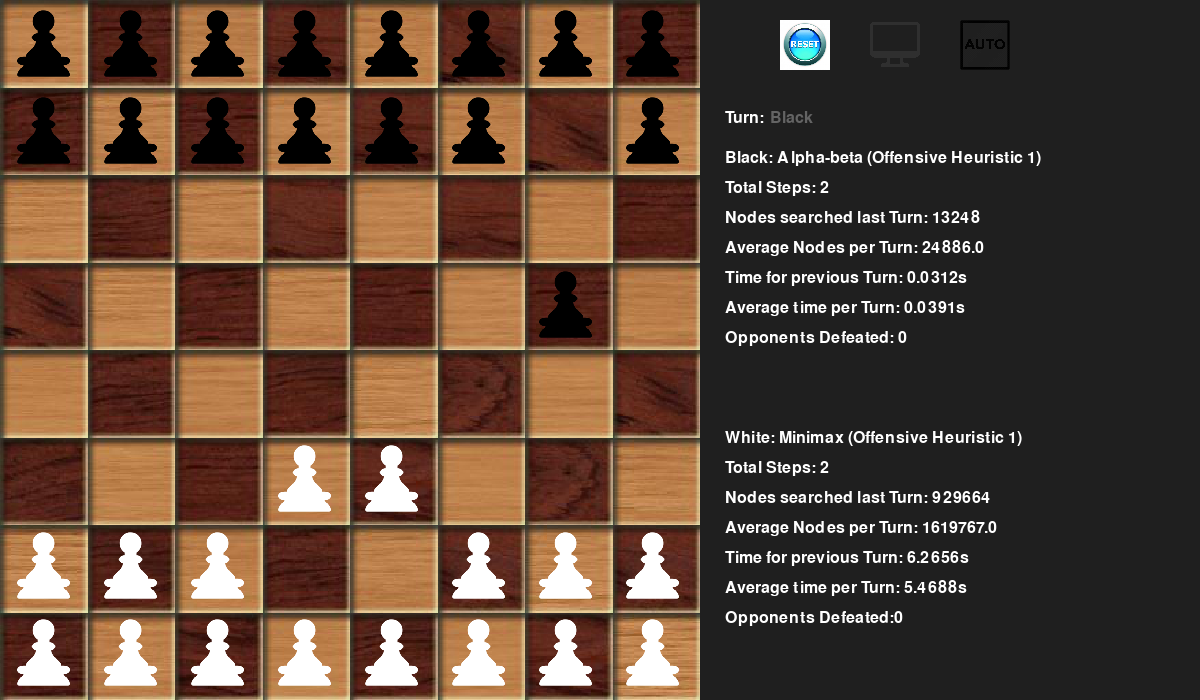 RESET
AUTO
Turn: Black
Black: Alpha-beta (Offensive Heuristic 1)
Total Steps: 2
Nodes searched last Turn: 13248
Average Nodes per Turn: 24886.0
Time for previous Turn: 0.0312s
Average time per Turn: 0.0391s
Opponents Defeated: 0
White: Minimax (Offensive Heuristic 1)
Total Steps: 2
Nodes searched last Turn: 929664
Average Nodes per Turn: 1619767.0
Time for previous Turn: 6.2656s
Average time per Turn: 5.4688s
Opponents Defeated:0